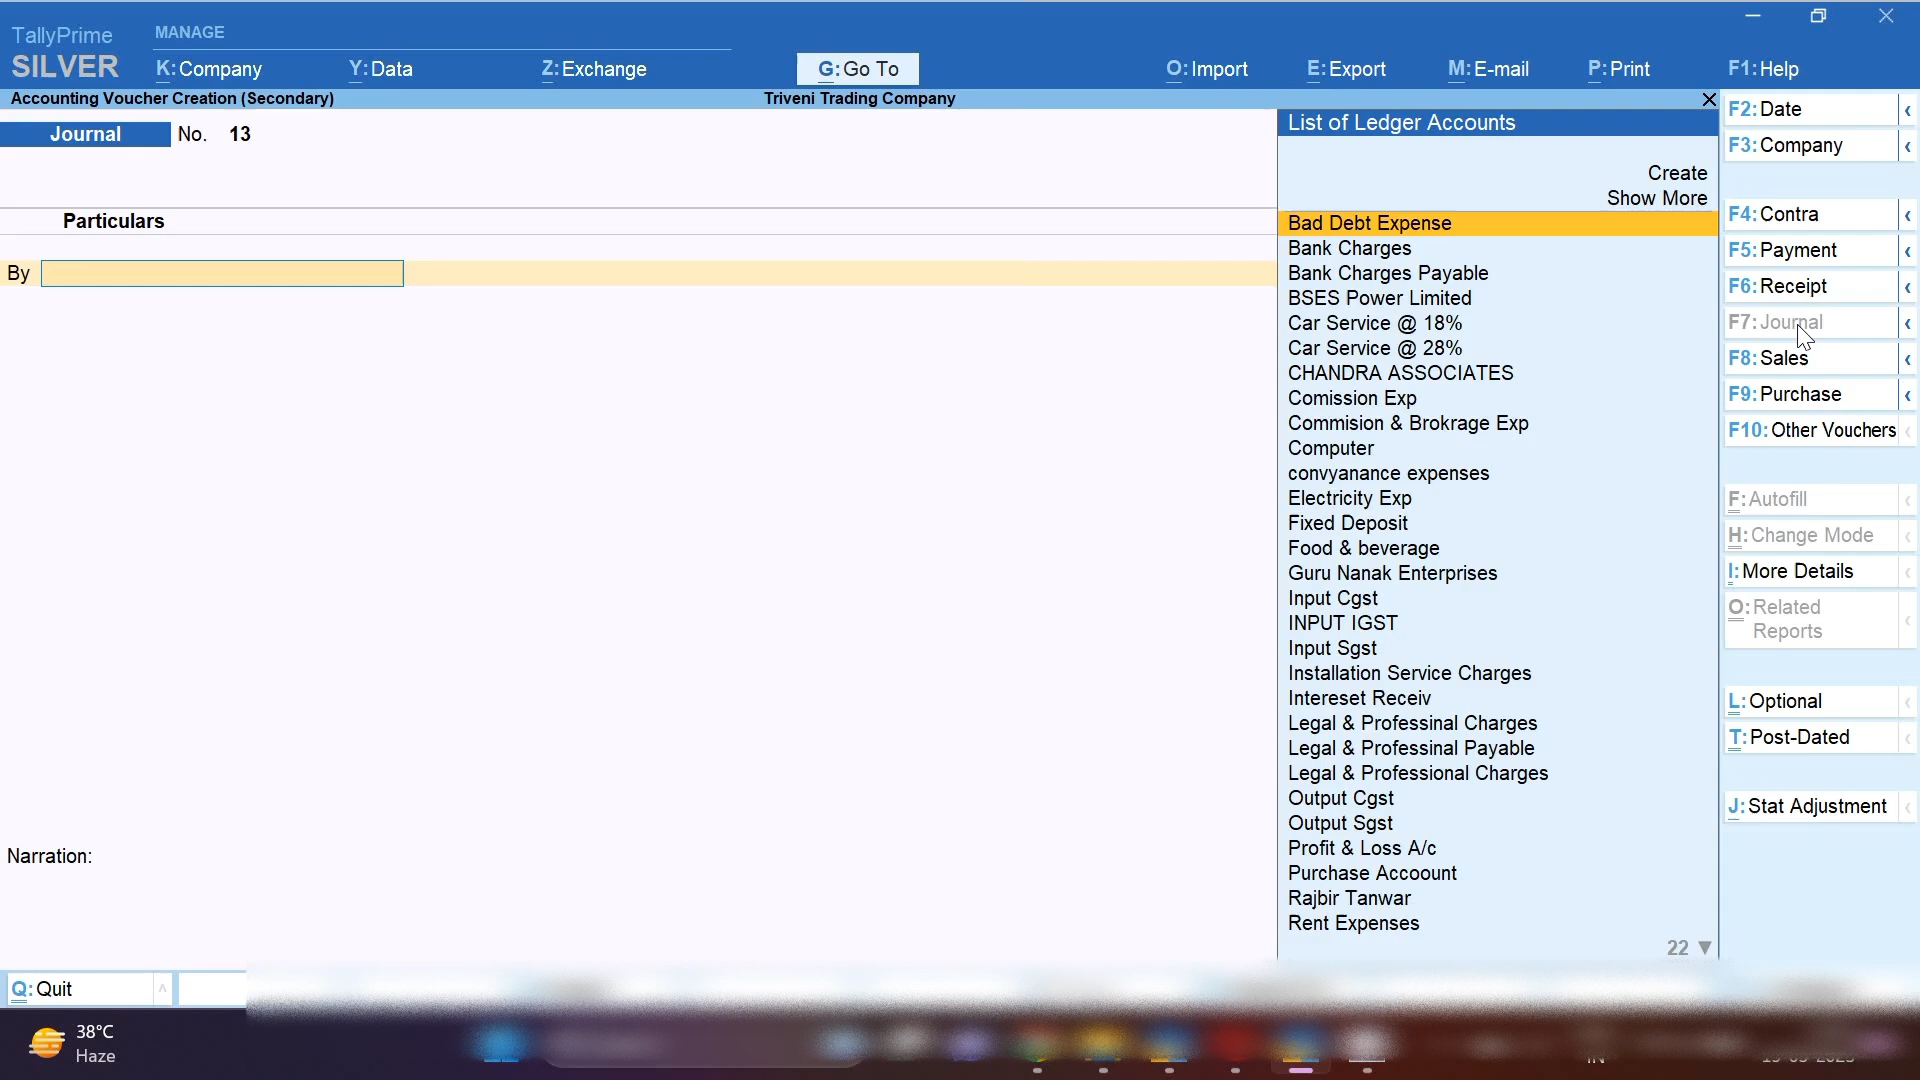 TallyPrime
SILVER
MANAGE
K:Company
Y:Data
Z:Exchange
G:Go To
O:Import
E:Export
M:E-mail
P:Print
F1:Help
Accounting Voucher Creation (Secondary)
Triveni Trading Company
Journal No. 13
Particulars
By
Narration:
List of Ledger Accounts
Create
Show More
Bad Debt Expense
Bank Charges
Bank Charges Payable
BSES Power Limited
Car Service @ 18%
Car Service @ 28%
CHANDRA ASSOCIATES
Comission Exp
Commision & Brokrage Exp
Computer
convyanance expenses
Electricity Exp
Fixed Deposit
Food & beverage
Guru Nanak Enterprises
Input Cgst
INPUT IGST
Input Sgst
Installation Service Charges
Intereset Receiv
Legal & Professinal Charges
Legal & Professinal Payable
Legal & Professional Charges
Output Cgst
Output Sgst
Profit & Loss A/c
Purchase Accoount
Rajbir Tanwar
Rent Expenses
22 ▼
F2:Date
F3:Company
F4:Contra
F5:Payment
F6:Receipt
F7:Journal
F8:Sales
F9:Purchase
F10:Other Vouchers
F:Autofill
H:Change Mode
I:More Details
O:Related
Reports
L:Optional
T:Post-Dated
J:Stat Adjustment
Q:Quit
38°C
Haze